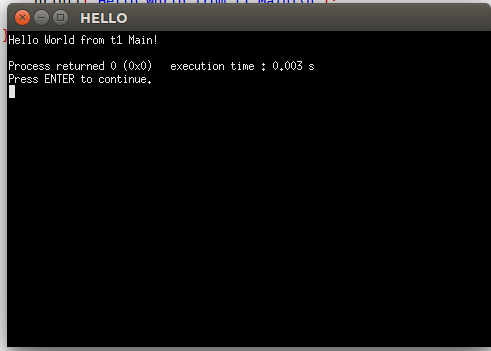 HELLO
Hello World from t1 Main!
Process returned 0 (0x0)   execution time : 0.003 s
Press ENTER to continue.